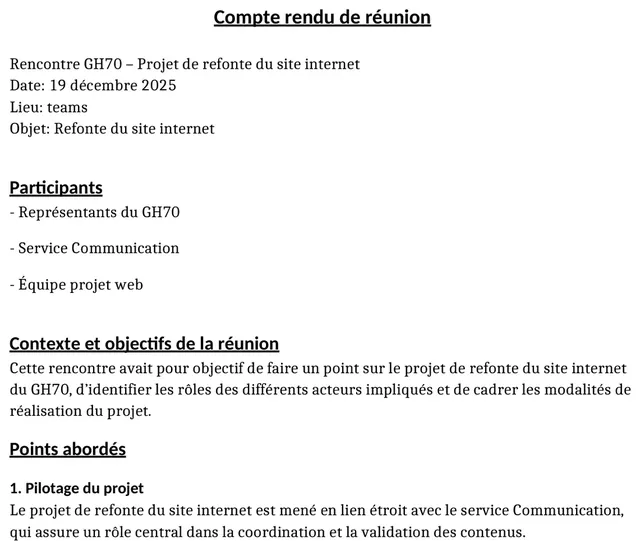 Compte rendu de réunion
Rencontre GH70 – Projet de refonte du site internet
Date: 19 décembre 2025
Lieu: teams
Objet: Refonte du site internet
Participants
- Représentants du GH70
- Service Communication
- Équipe projet web
Contexte et objectifs de la réunion
Cette rencontre avait pour objectif de faire un point sur le projet de refonte du site internet
du GH70, d’identifier les rôles des différents acteurs impliqués et de cadrer les modalités de
réalisation du projet.
Points abordés
1. Pilotage du projet
Le projet de refonte du site internet est mené en lien étroit avec le service Communication,
qui assure un rôle central dans la coordination et la validation des contenus.